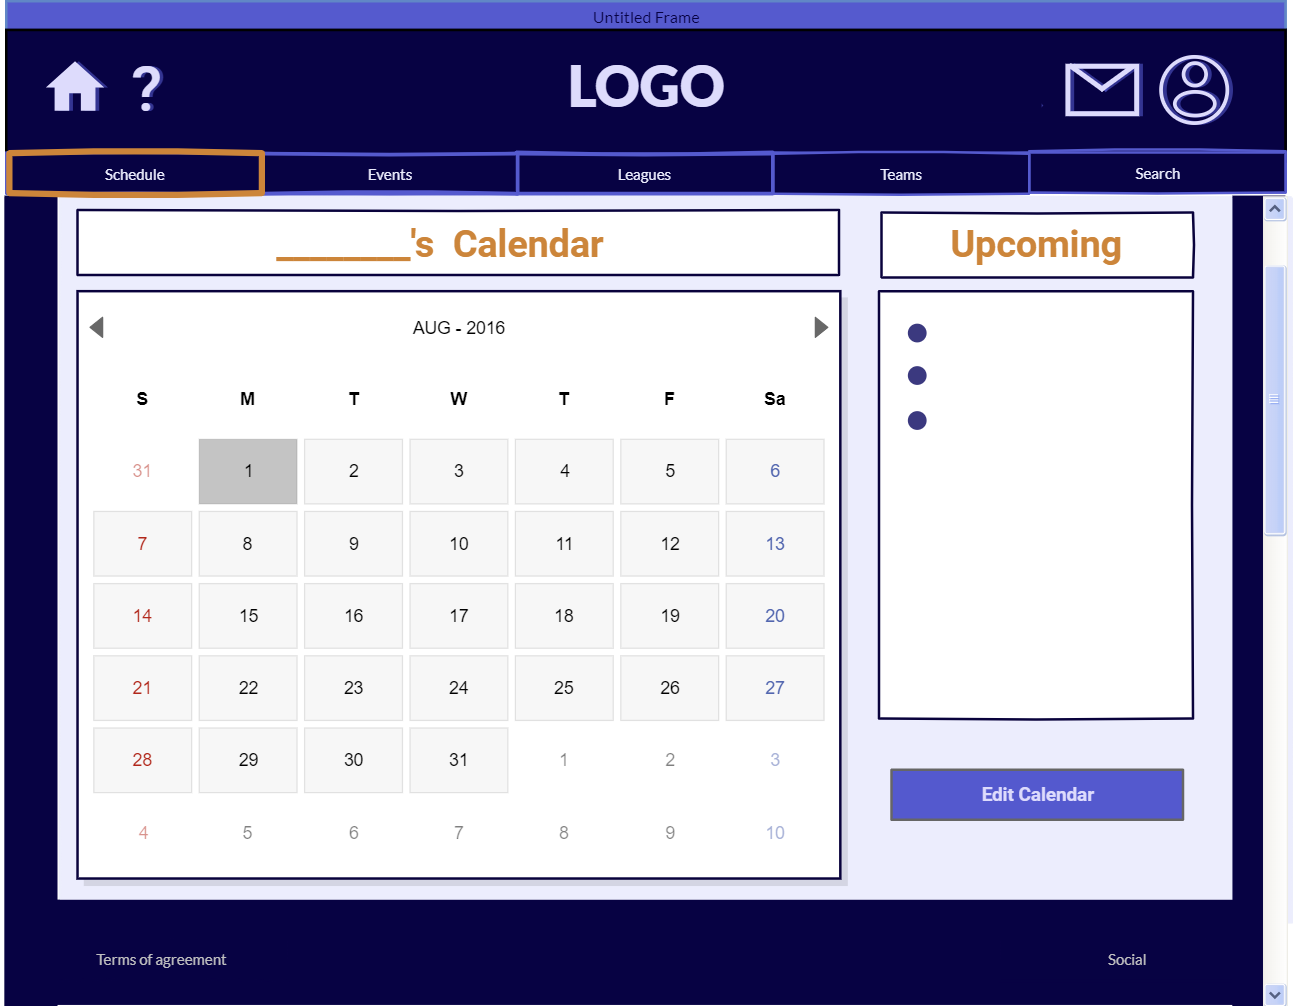 Untitled Frame
? LOGO
Schedule Events Leagues Teams Search
_______'s Calendar
Upcoming
AUG - 2016
S M T W T F Sa
31 1 2 3 4 5 6
7 8 9 10 11 12 13
14 15 16 17 18 19 20
21 22 23 24 25 26 27
28 29 30 31 1 2 3
4 5 6 7 8 9 10
Edit Calendar
Terms of agreement Social